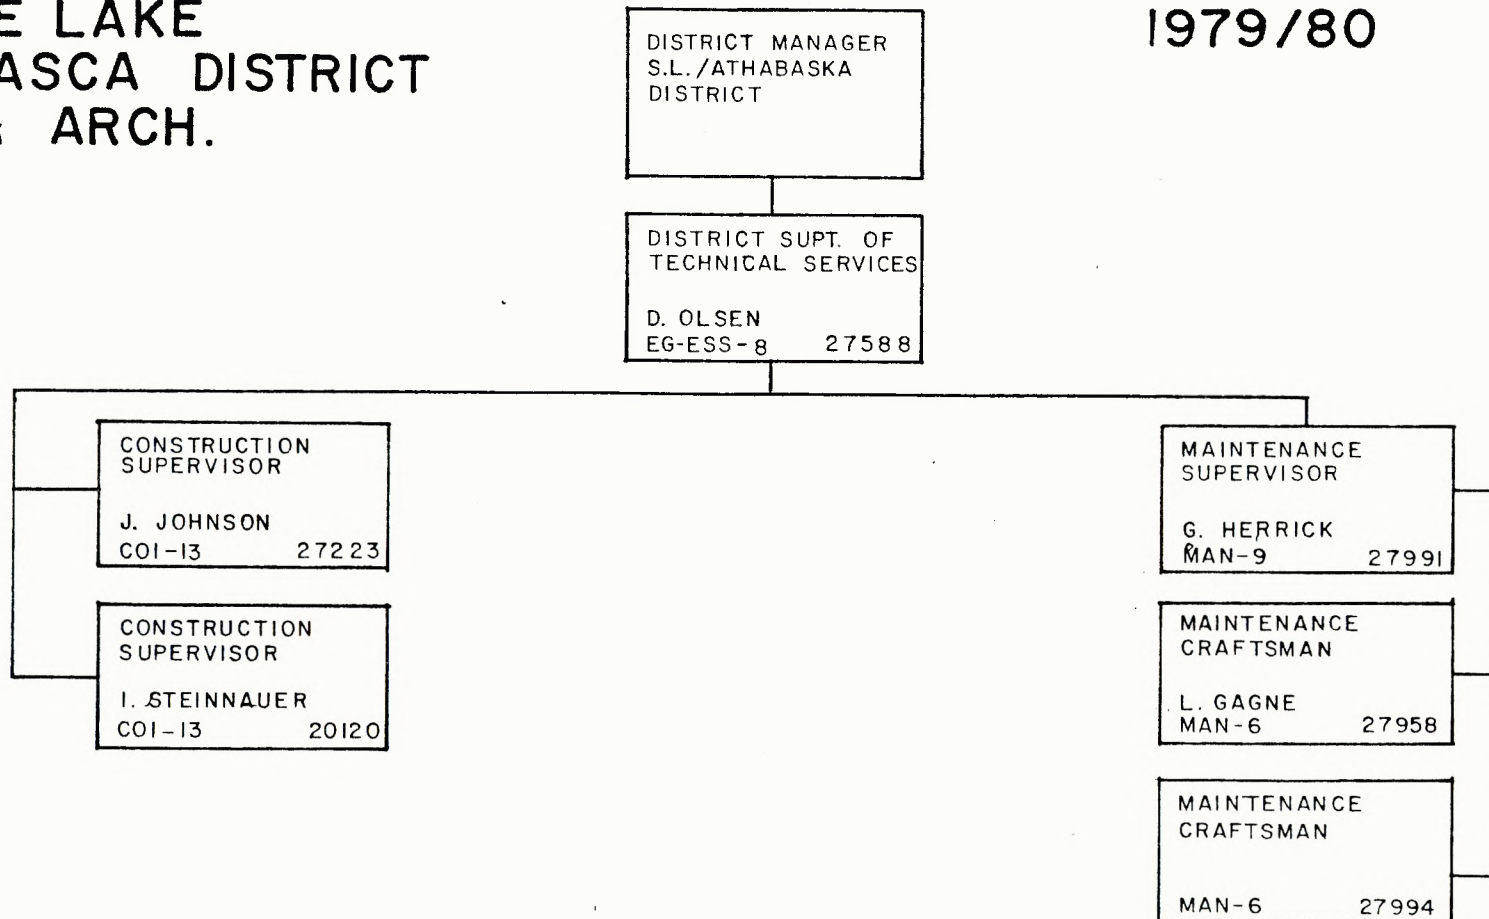 E LAKE
ASCA DISTRICT
& ARCH.
1979/80
DISTRICT MANAGER
S.L./ATHABASKA
DISTRICT
DISTRICT SUPT. OF
TECHNICAL SERVICES
D. OLSEN
EG-ESS-8 27588
CONSTRUCTION
SUPERVISOR
J. JOHNSON
COI-13 27223
CONSTRUCTION
SUPERVISOR
I. STEINNAUER
COI-13 20120
MAINTENANCE
SUPERVISOR
G. HERRICK
MAN-9 27991
MAINTENANCE
CRAFTSMAN
L. GAGNE
MAN-6 27958
MAINTENANCE
CRAFTSMAN
MAN-6 27994